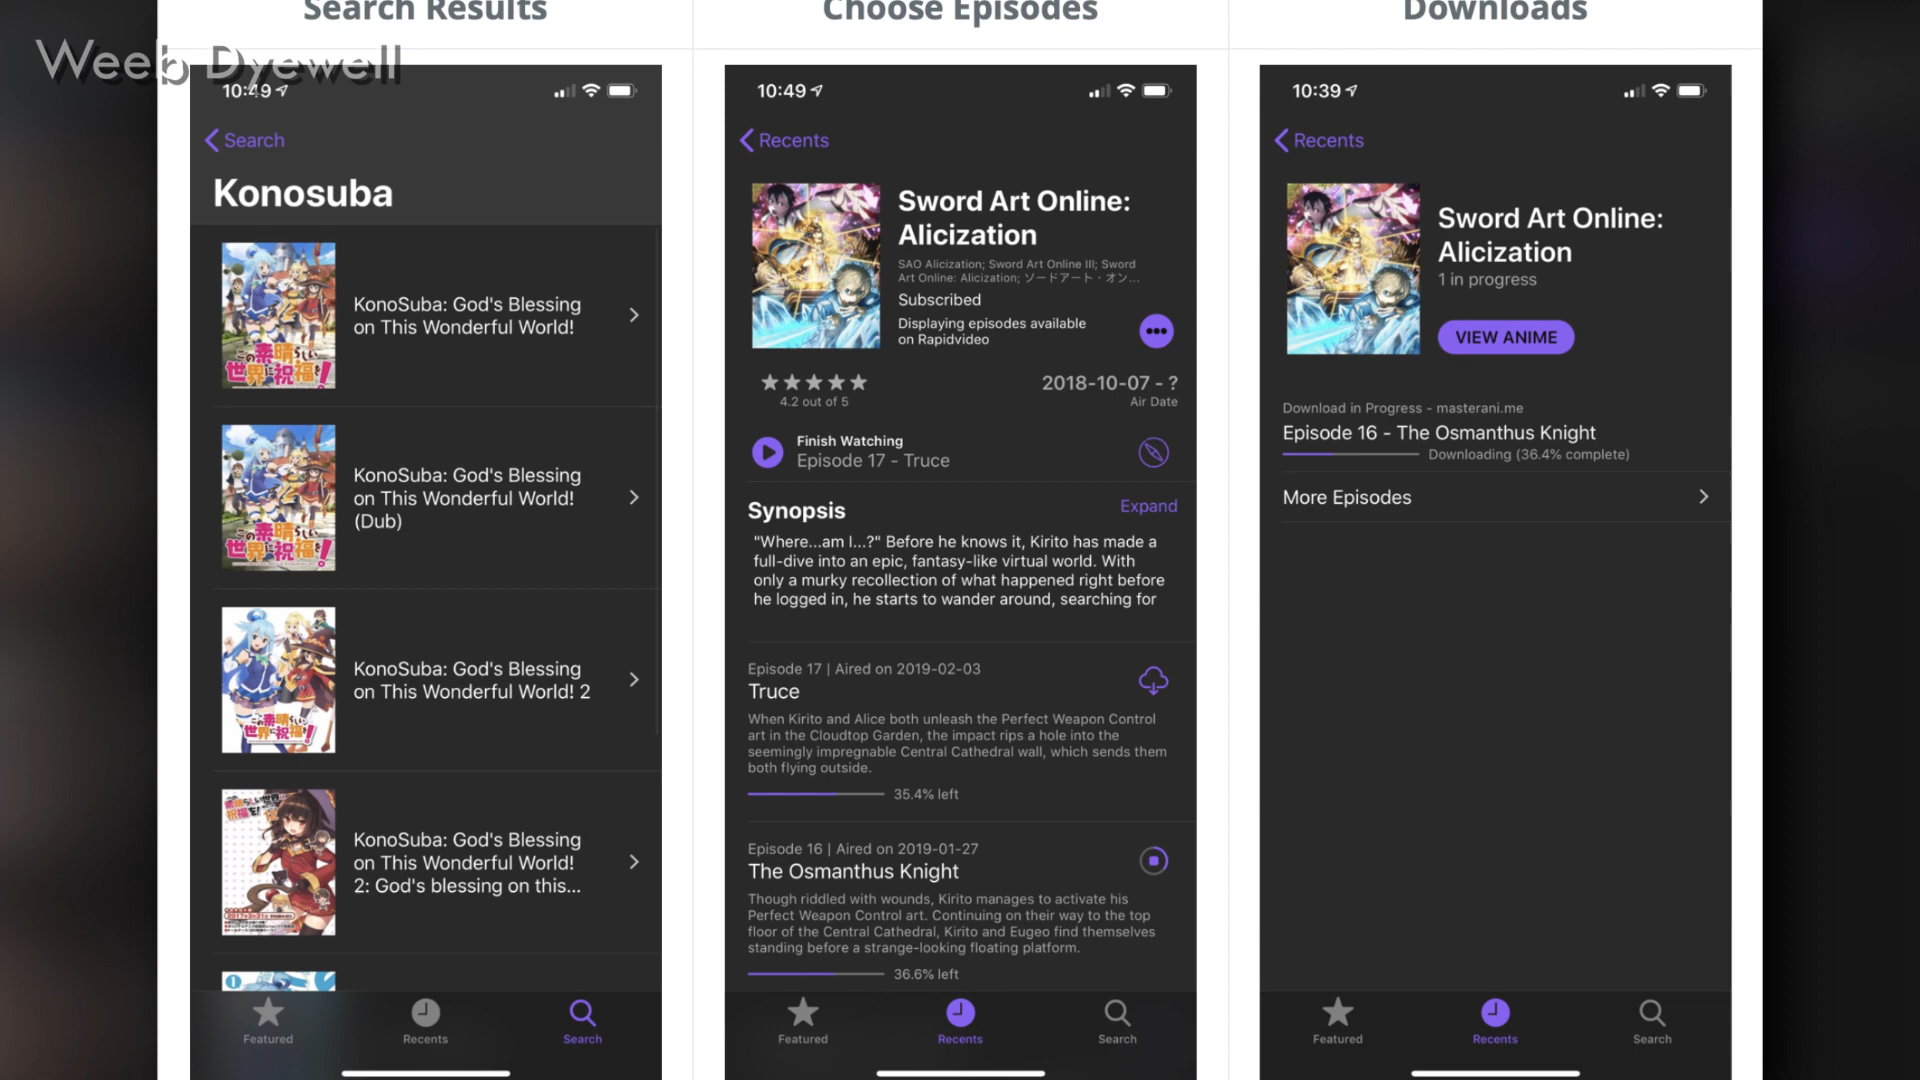 Search Results
Choose Episodes
Downloads
Weeb Dyewell
10:49
Search
Konosuba
KonoSuba: God's Blessing
on This Wonderful World!
KonoSuba: God's Blessing
on This Wonderful World!
(Dub)
KonoSuba: God's Blessing
on This Wonderful World! 2
KonoSuba: God's Blessing
on This Wonderful World!
2: God's blessing on this...
Featured
Recents
Search
10:49
Recents
Sword Art Online:
Alicization
SAO Alicization; Sword Art Online III; Sword
Art Online: Alicization; ソードアート・オン...
Subscribed
Displaying episodes available
on Rapidvideo
4.2 out of 5
2018-10-07 - ?
Air Date
Finish Watching
Episode 17 - Truce
Synopsis
Expand
"Where...am I...?" Before he knows it, Kirito has made a
full-dive into an epic, fantasy-like virtual world. With
only a murky recollection of what happened right before
he logged in, he starts to wander around, searching for
Episode 17 | Aired on 2019-02-03
Truce
When Kirito and Alice both unleash the Perfect Weapon Control
art in the Cloudtop Garden, the impact rips a hole into the
seemingly impregnable Central Cathedral wall, which sends them
both flying outside.
35.4% left
Episode 16 | Aired on 2019-01-27
The Osmanthus Knight
Though riddled with wounds, Kirito manages to activate his
Perfect Weapon Control art. Continuing on their way to the top
floor of the Central Cathedral, Kirito and Eugeo find themselves
standing before a strange-looking floating platform.
36.6% left
Featured
Recents
Search
10:39
Recents
Sword Art Online:
Alicization
1 in progress
VIEW ANIME
Download in Progress - masterani.me
Episode 16 - The Osmanthus Knight
Downloading (36.4% complete)
More Episodes
Featured
Recents
Search